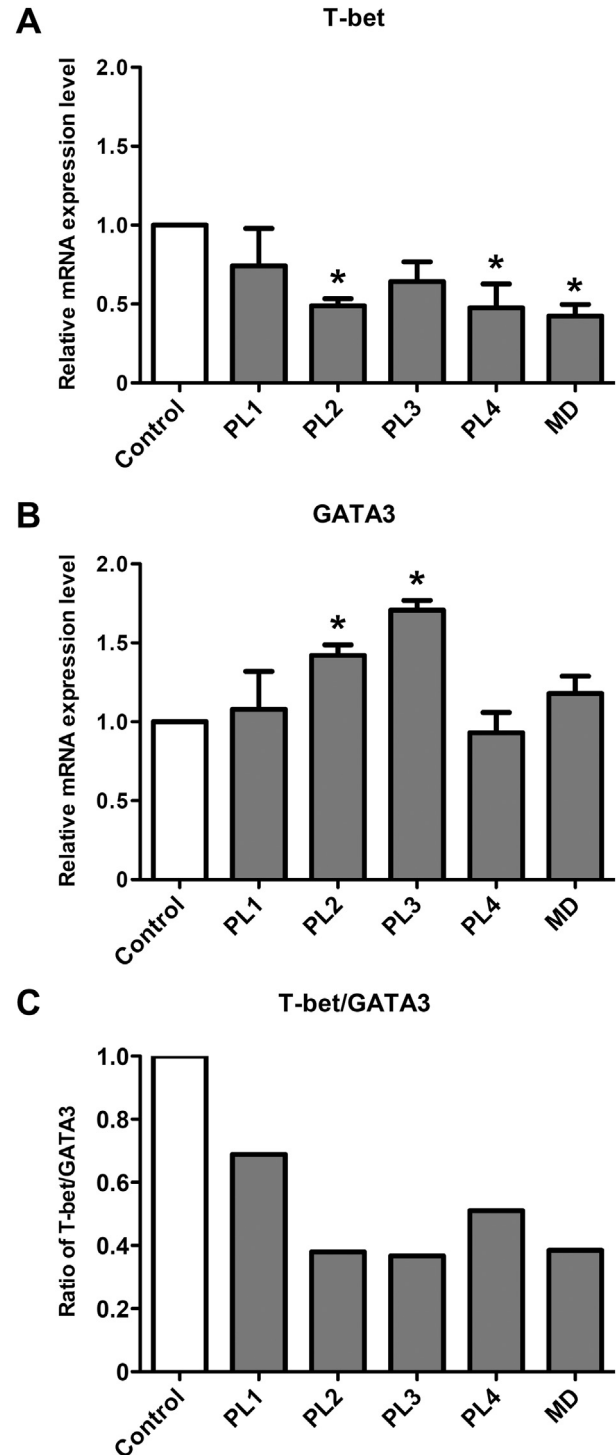 A
T-bet
Relative mRNA expression level
2.0
1.5
1.0
0.5
0
*
*
*
Control
PL1
PL2
PL3
PL4
MD
B
GATA3
Relative mRNA expression level
2.0
1.5
1.0
0.5
0
*
*
Control
PL1
PL2
PL3
PL4
MD
C
T-bet/GATA3
Ratio of T-bet/GATA3
1.0
0.8
0.6
0.4
0.2
0
Control
PL1
PL2
PL3
PL4
MD